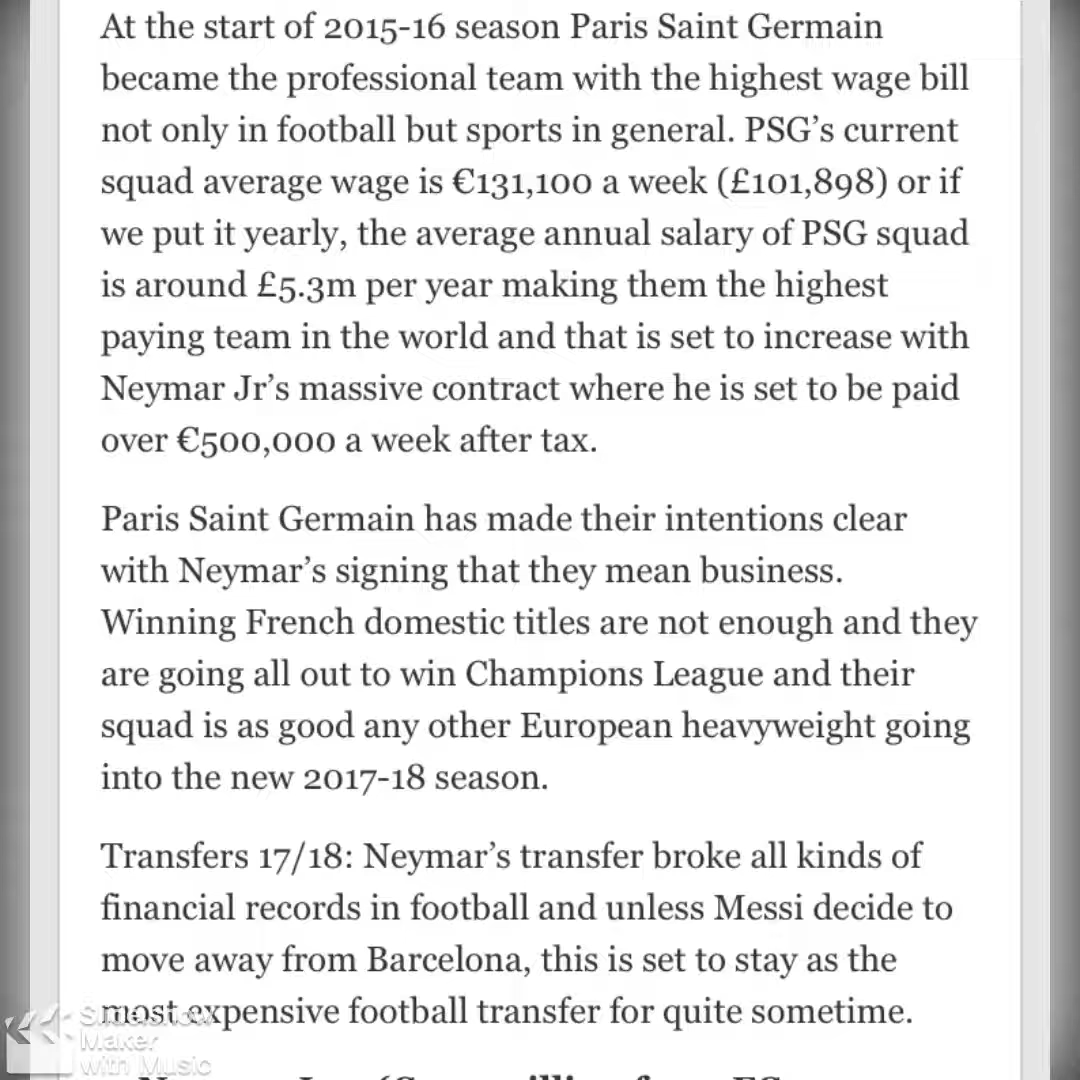 At the start of 2015-16 season Paris Saint Germain
became the professional team with the highest wage bill
not only in football but sports in general. PSG’s current
squad average wage is €131,100 a week (£101,898) or if
we put it yearly, the average annual salary of PSG squad
is around £5.3m per year making them the highest
paying team in the world and that is set to increase with
Neymar Jr’s massive contract where he is set to be paid
over €500,000 a week after tax.
Paris Saint Germain has made their intentions clear
with Neymar’s signing that they mean business.
Winning French domestic titles are not enough and they
are going all out to win Champions League and their
squad is as good any other European heavyweight going
into the new 2017-18 season.
Transfers 17/18: Neymar’s transfer broke all kinds of
financial records in football and unless Messi decide to
move away from Barcelona, this is set to stay as the
most expensive football transfer for quite sometime.
Slideshow
Maker
with Music